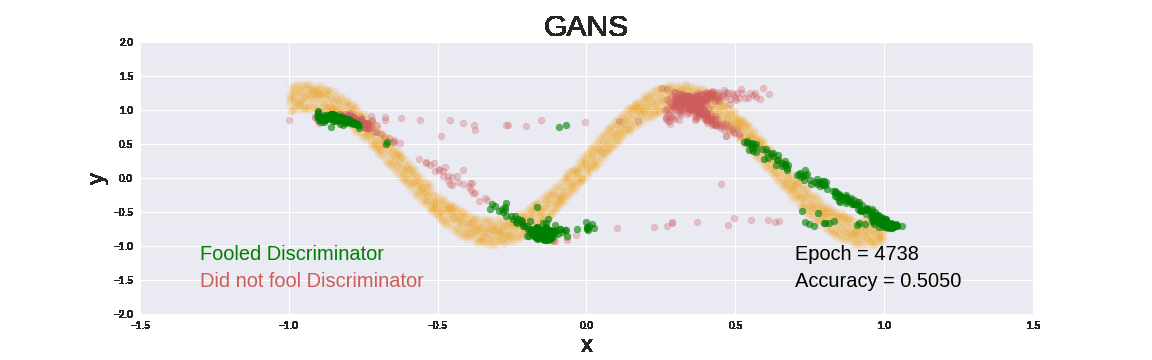 GANS
2.0
1.5
1.0
0.5
0.0
−0.5
−1.0
−1.5
−2.0
y
Fooled Discriminator
Did not fool Discriminator
Epoch = 4738
Accuracy = 0.5050
−1.5 −1.0 −0.5 0.0 0.5 1.0 1.5
x